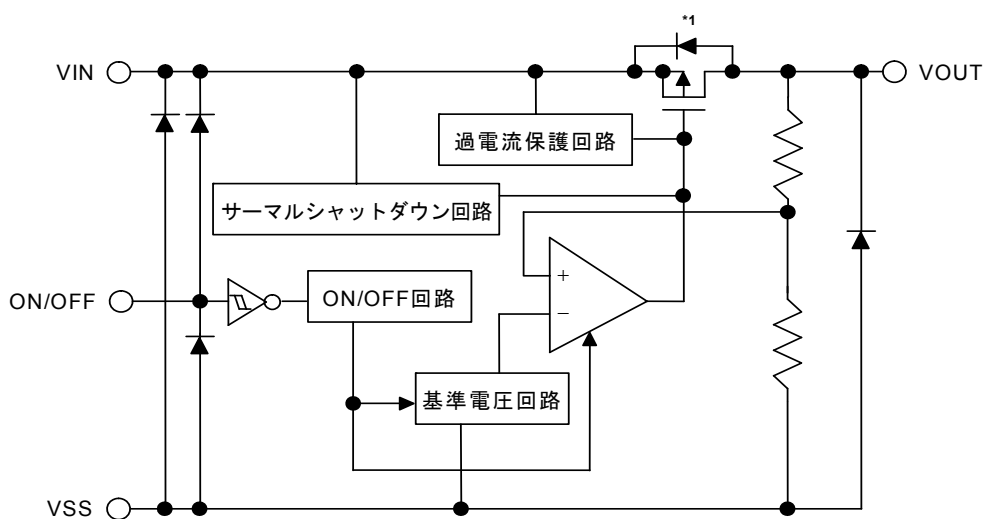 *1
VIN
VOUT
過電流保護回路
サーマルシャットダウン回路
ON/OFF
ON/OFF回路
+
−
基準電圧回路
VSS